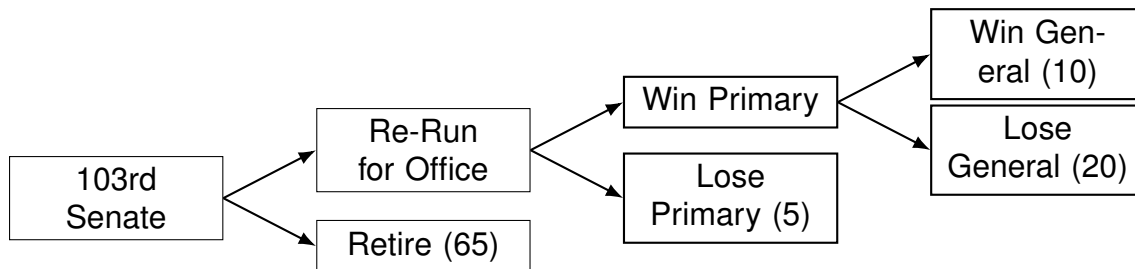 103rd
Senate
Re-Run
for Office
Retire (65)
Win Primary
Lose
Primary (5)
Win Gen-
eral (10)
Lose
General (20)